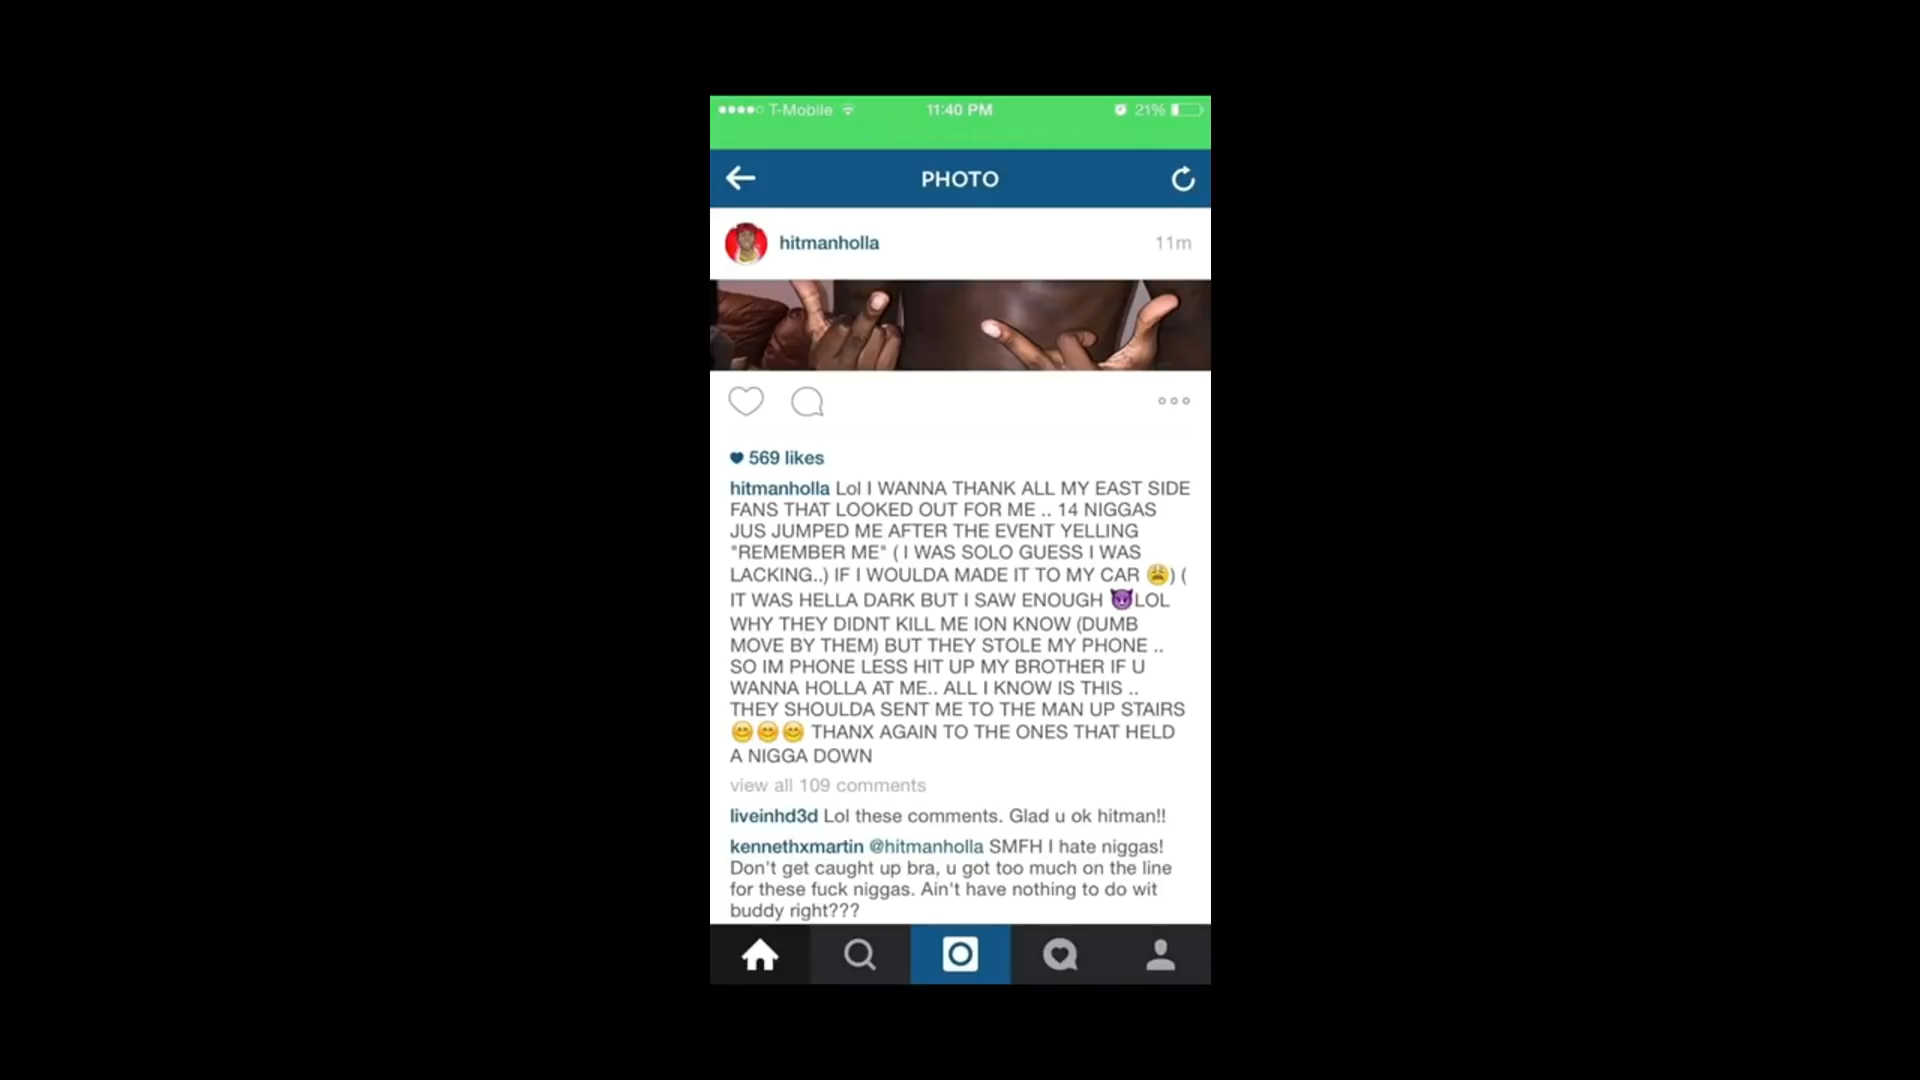 T-Mobile 11:40 PM 21%
PHOTO
hitmanholla 11m
569 likes
hitmanholla Lol I WANNA THANK ALL MY EAST SIDE
FANS THAT LOOKED OUT FOR ME .. 14 NIGGAS
JUS JUMPED ME AFTER THE EVENT YELLING
"REMEMBER ME" ( I WAS SOLO GUESS I WAS
LACKING..) IF I WOULDA MADE IT TO MY CAR 😩) (
IT WAS HELLA DARK BUT I SAW ENOUGH 😈LOL
WHY THEY DIDNT KILL ME ION KNOW (DUMB
MOVE BY THEM) BUT THEY STOLE MY PHONE ..
SO IM PHONE LESS HIT UP MY BROTHER IF U
WANNA HOLLA AT ME.. ALL I KNOW IS THIS ..
THEY SHOULDA SENT ME TO THE MAN UP STAIRS
😊😊😊 THANX AGAIN TO THE ONES THAT HELD
A NIGGA DOWN
view all 109 comments
liveinhd3d Lol these comments. Glad u ok hitman!!
kennethxmartin @hitmanholla SMFH I hate niggas!
Don't get caught up bra, u got too much on the line
for these fuck niggas. Ain't have nothing to do wit
buddy right???